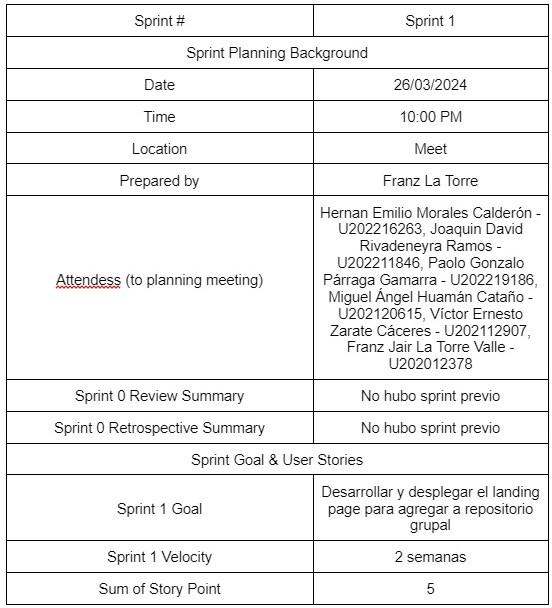 Sprint #
Sprint 1
Sprint Planning Background
Date
26/03/2024
Time
10:00 PM
Location
Meet
Prepared by
Franz La Torre
Attendess (to planning meeting)
Hernan Emilio Morales Calderón -
U202216263, Joaquin David
Rivadeneyra Ramos -
U202211846, Paolo Gonzalo
Párraga Gamarra - U202219186,
Miguel Ángel Huamán Cataño -
U202120615, Víctor Ernesto
Zarate Cáceres - U202112907,
Franz Jair La Torre Valle -
U202012378
Sprint 0 Review Summary
No hubo sprint previo
Sprint 0 Retrospective Summary
No hubo sprint previo
Sprint Goal & User Stories
Sprint 1 Goal
Desarrollar y desplegar el landing
page para agregar a repositorio
grupal
Sprint 1 Velocity
2 semanas
Sum of Story Point
5